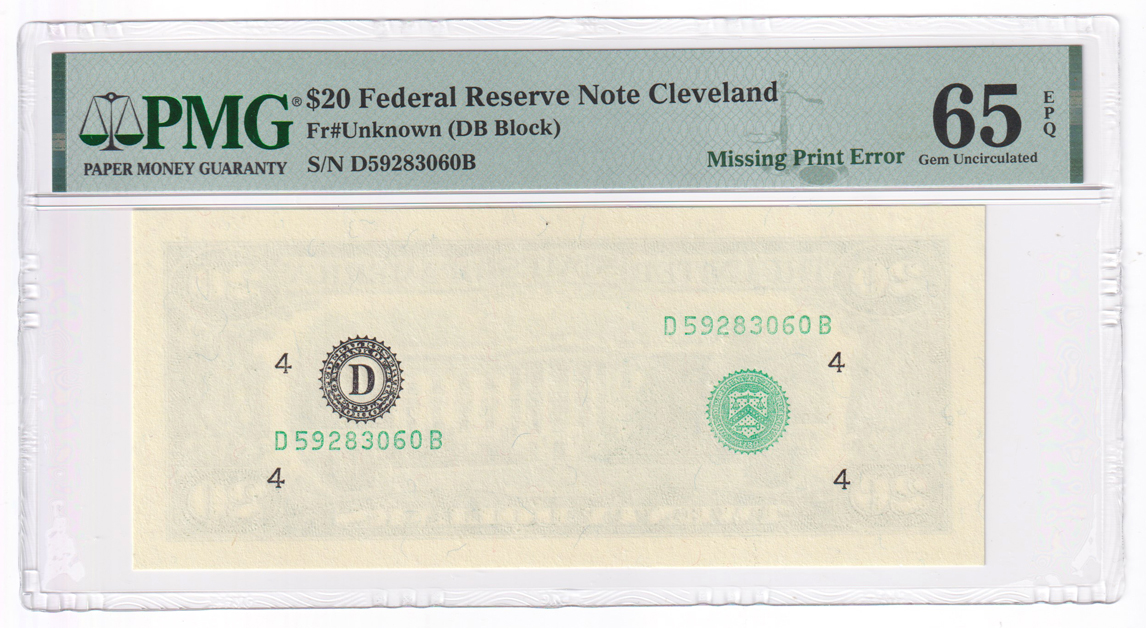 PMG®
PAPER MONEY GUARANTY
$20 Federal Reserve Note Cleveland
Fr#Unknown (DB Block)
S/N D59283060B
Missing Print Error
65
EPQ
Gem Uncirculated
D59283060B
4
4
D
D59283060B
4
4